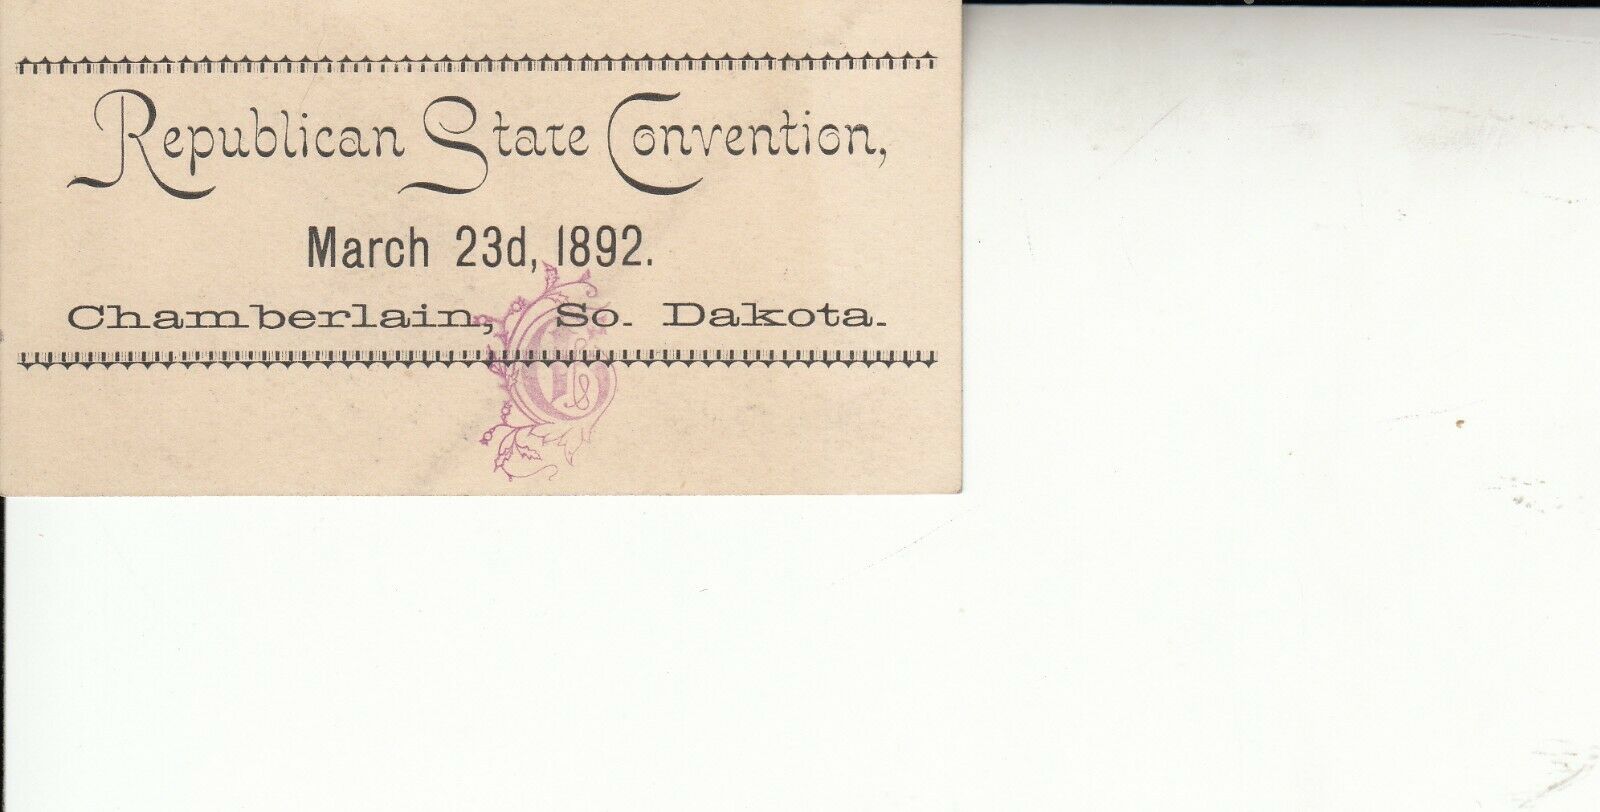 Republican State Convention,
March 23d, 1892.
Chamberlain, So. Dakota.